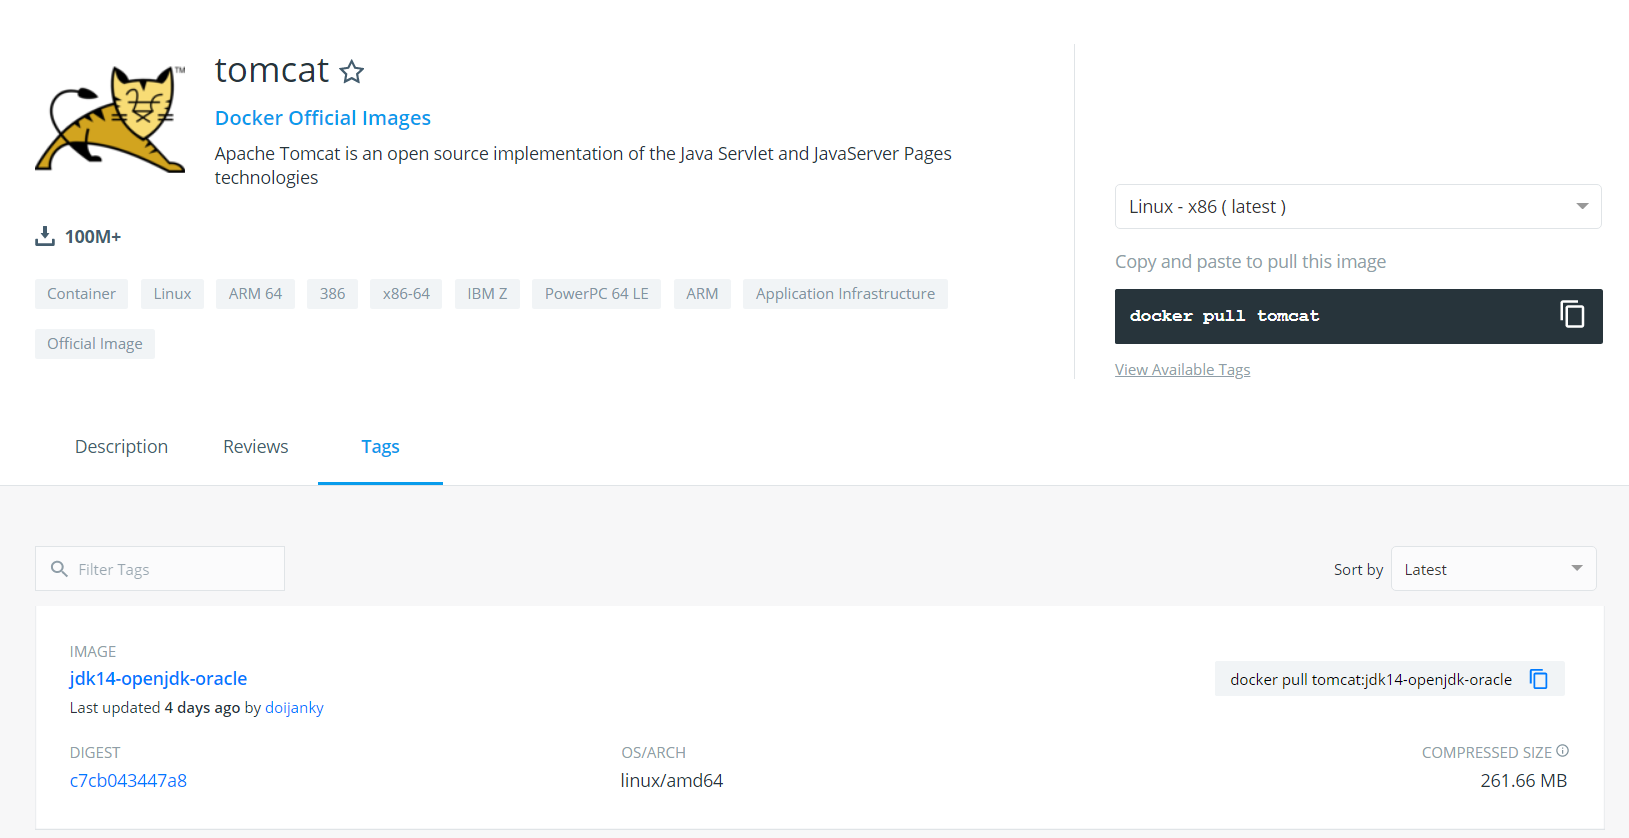 TM
tomcat
Docker Official Images
Apache Tomcat is an open source implementation of the Java Servlet and JavaServer Pages
technologies
100M+
Container Linux ARM 64 386 x86-64 IBM Z PowerPC 64 LE ARM Application Infrastructure
Official Image
Linux - x86 ( latest )
Copy and paste to pull this image
docker pull tomcat
View Available Tags
Description Reviews Tags
Filter Tags
Sort by Latest
IMAGE
jdk14-openjdk-oracle
Last updated 4 days ago by doijanky
docker pull tomcat:jdk14-openjdk-oracle
DIGEST OS/ARCH COMPRESSED SIZE
c7cb043447a8 linux/amd64 261.66 MB